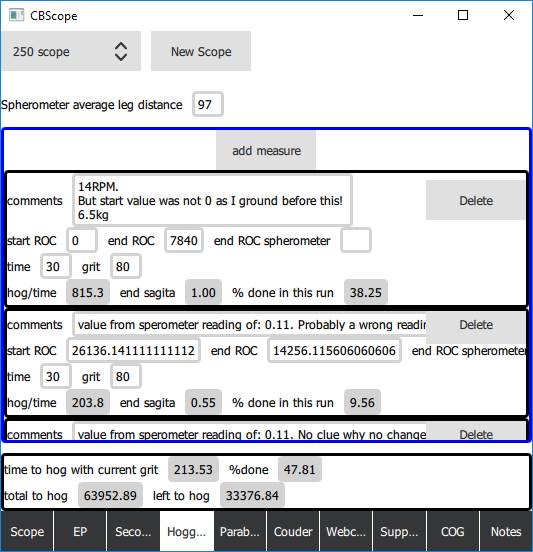 CBScope
250 scope New Scope
Spherometer average leg distance 97
add measure
14RPM.
comments But start value was not 0 as I ground before this! Delete
6.5kg
start ROC 0 end ROC 7840 end ROC spherometer
time 30 grit 80
hog/time 815.3 end sagita 1.00 % done in this run 38.25
comments value from sperometer reading of: 0.11. Probably a wrong readin Delete
start ROC 26136.141111111112 end ROC 14256.115606060606 end ROC spherometer
time 30 grit 80
hog/time 203.8 end sagita 0.55 % done in this run 9.56
comments value from sperometer reading of: 0.11. No clue why no change Delete
time to hog with current grit 213.53 %done 47.81
total to hog 63952.89 left to hog 33376.84
Scope EP Seco... Hogg... Parab... Couder Webc... Supp... COG Notes